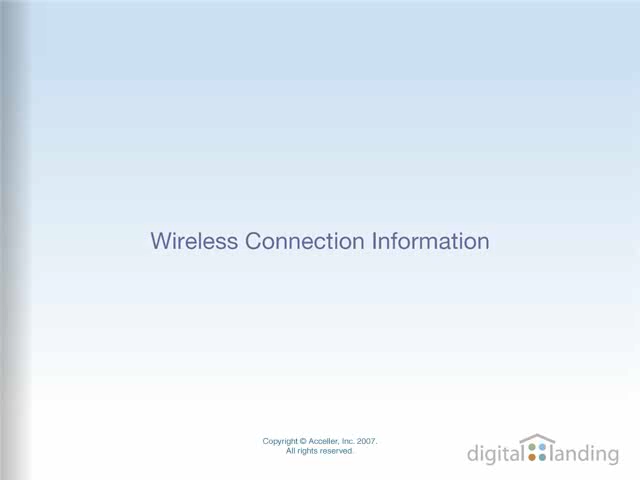 Wireless Connection Information
Copyright © Acceller, Inc. 2007.
All rights reserved.
digital landing